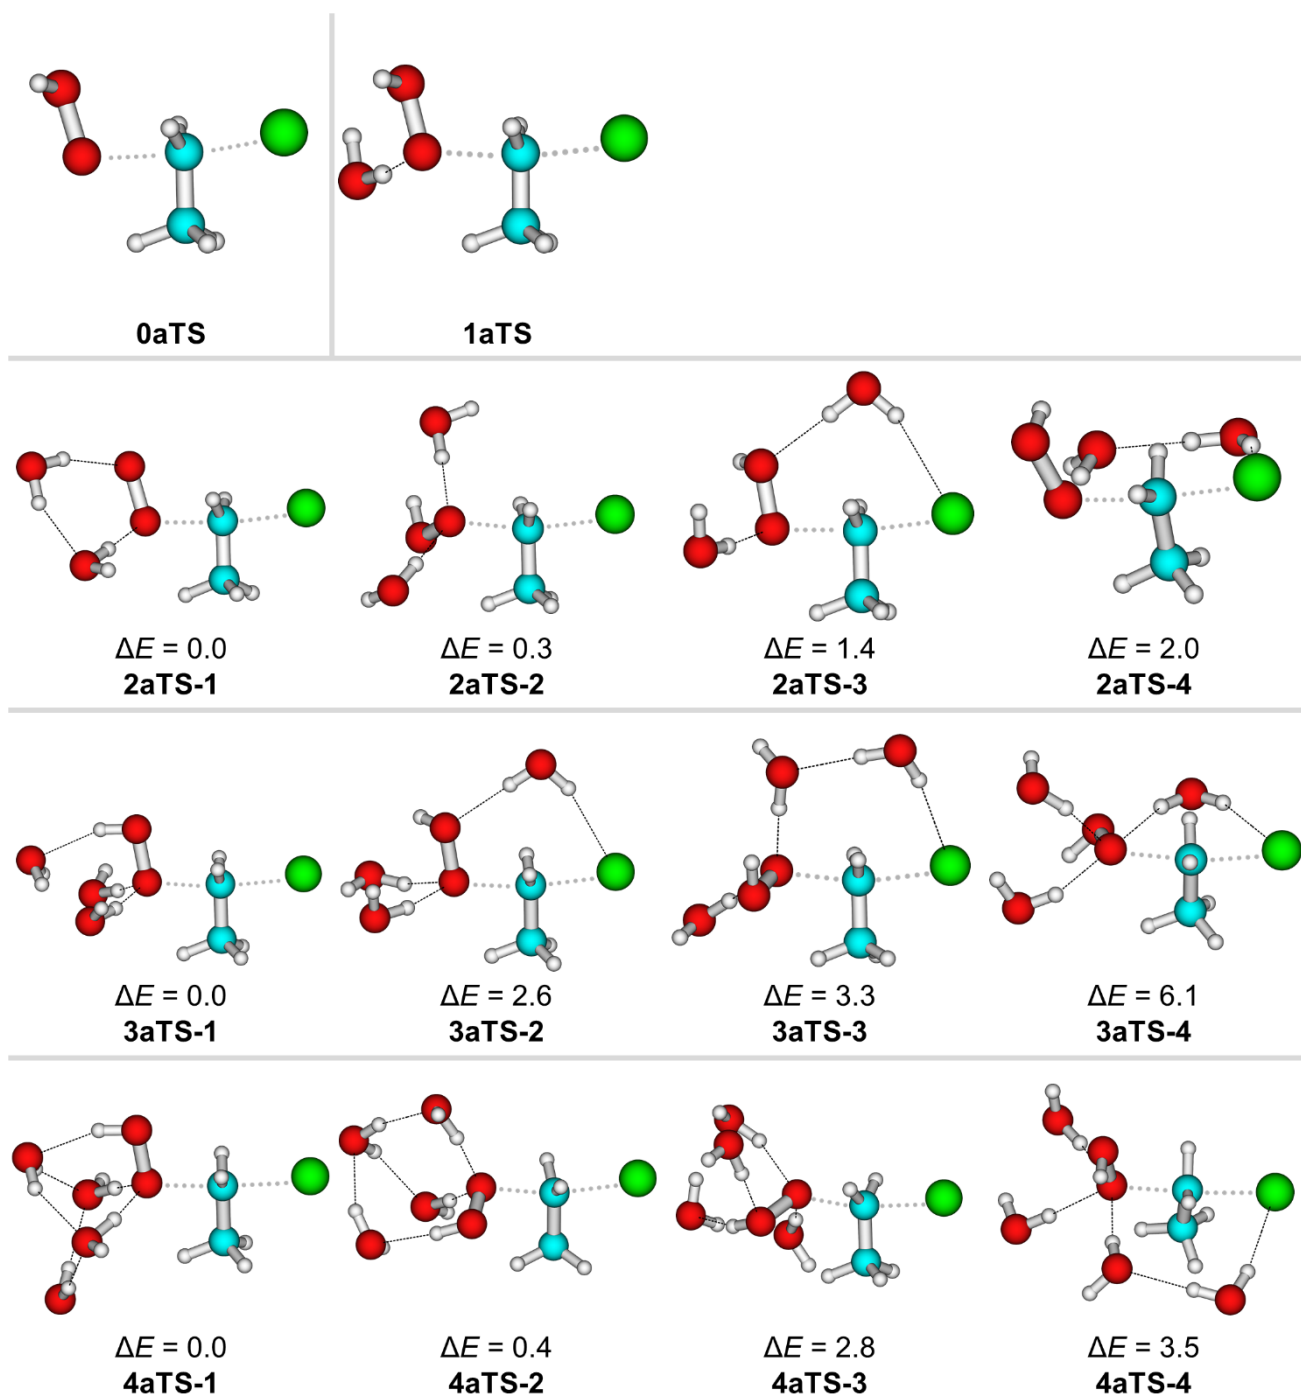 0aTS
1aTS
ΔE = 0.0
ΔE = 0.3
ΔE = 1.4
ΔE = 2.0
2aTS-1
2aTS-2
2aTS-3
2aTS-4
ΔE = 0.0
ΔE = 2.6
ΔE = 3.3
ΔE = 6.1
3aTS-1
3aTS-2
3aTS-3
3aTS-4
ΔE = 0.0
ΔE = 0.4
ΔE = 2.8
ΔE = 3.5
4aTS-1
4aTS-2
4aTS-3
4aTS-4